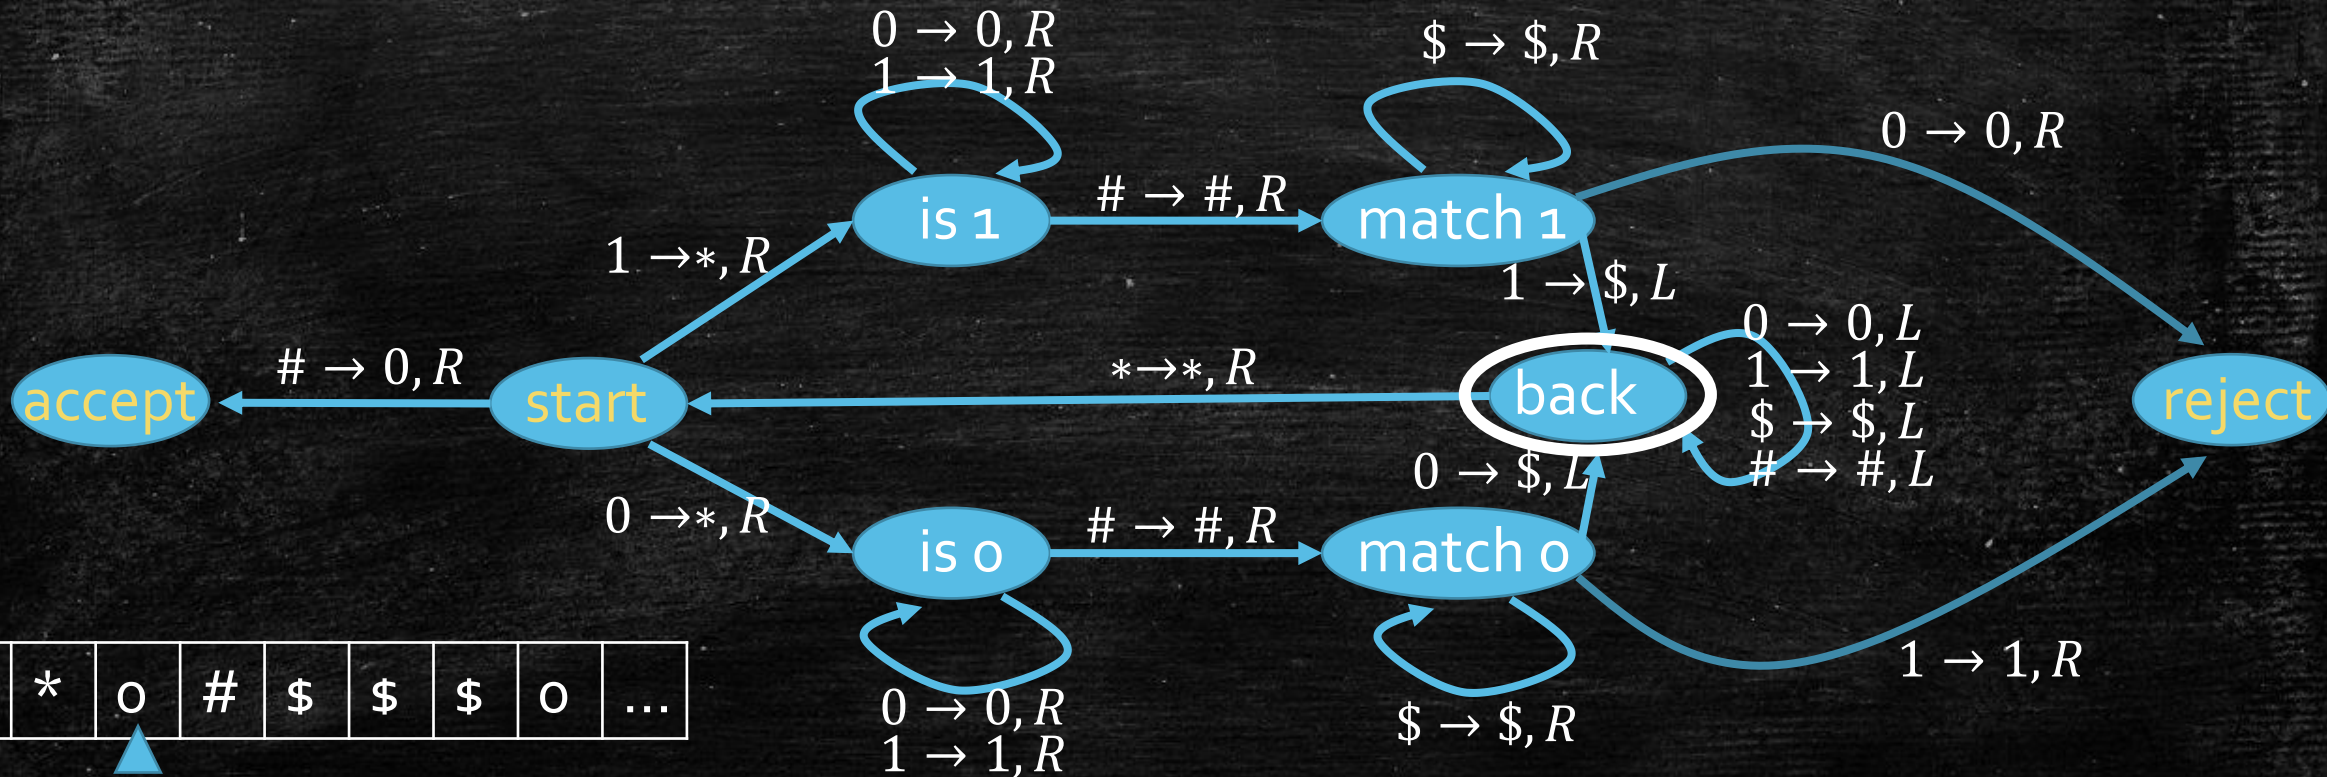 0 → 0, R
1 → 1, R
$ → $, R
0 → 0, R
# → #, R
is 1
match 1
1 →*, R
1 → $, L
0 → 0, L
1 → 1, L
$ → $, L
# → #, L
# → 0, R
*→*, R
accept
start
back
reject
0 → $, L
0 →*, R
# → #, R
is 0
match 0
1 → 1, R
* 0 # $ $ $ 0 ...
0 → 0, R
1 → 1, R
$ → $, R